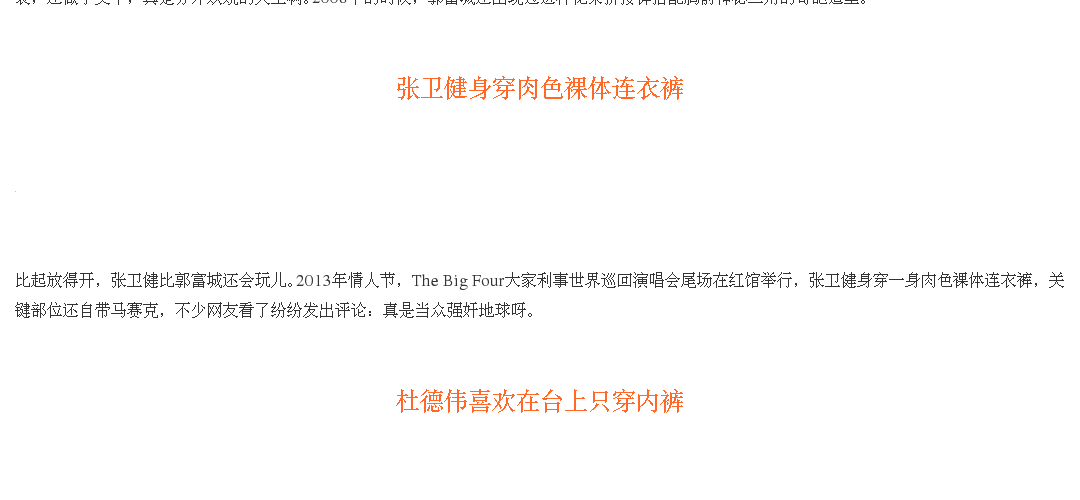 张卫健身穿肉色裸体连衣裤
比起放得开，张卫健比郭富城还会玩儿。2013年情人节，The Big Four大家利事世界巡回演唱会尾场在红馆举行，张卫健身穿一身肉色裸体连衣裤，关
键部位还自带马赛克，不少网友看了纷纷发出评论：真是当众强奸地球呀。
杜德伟喜欢在台上只穿内裤